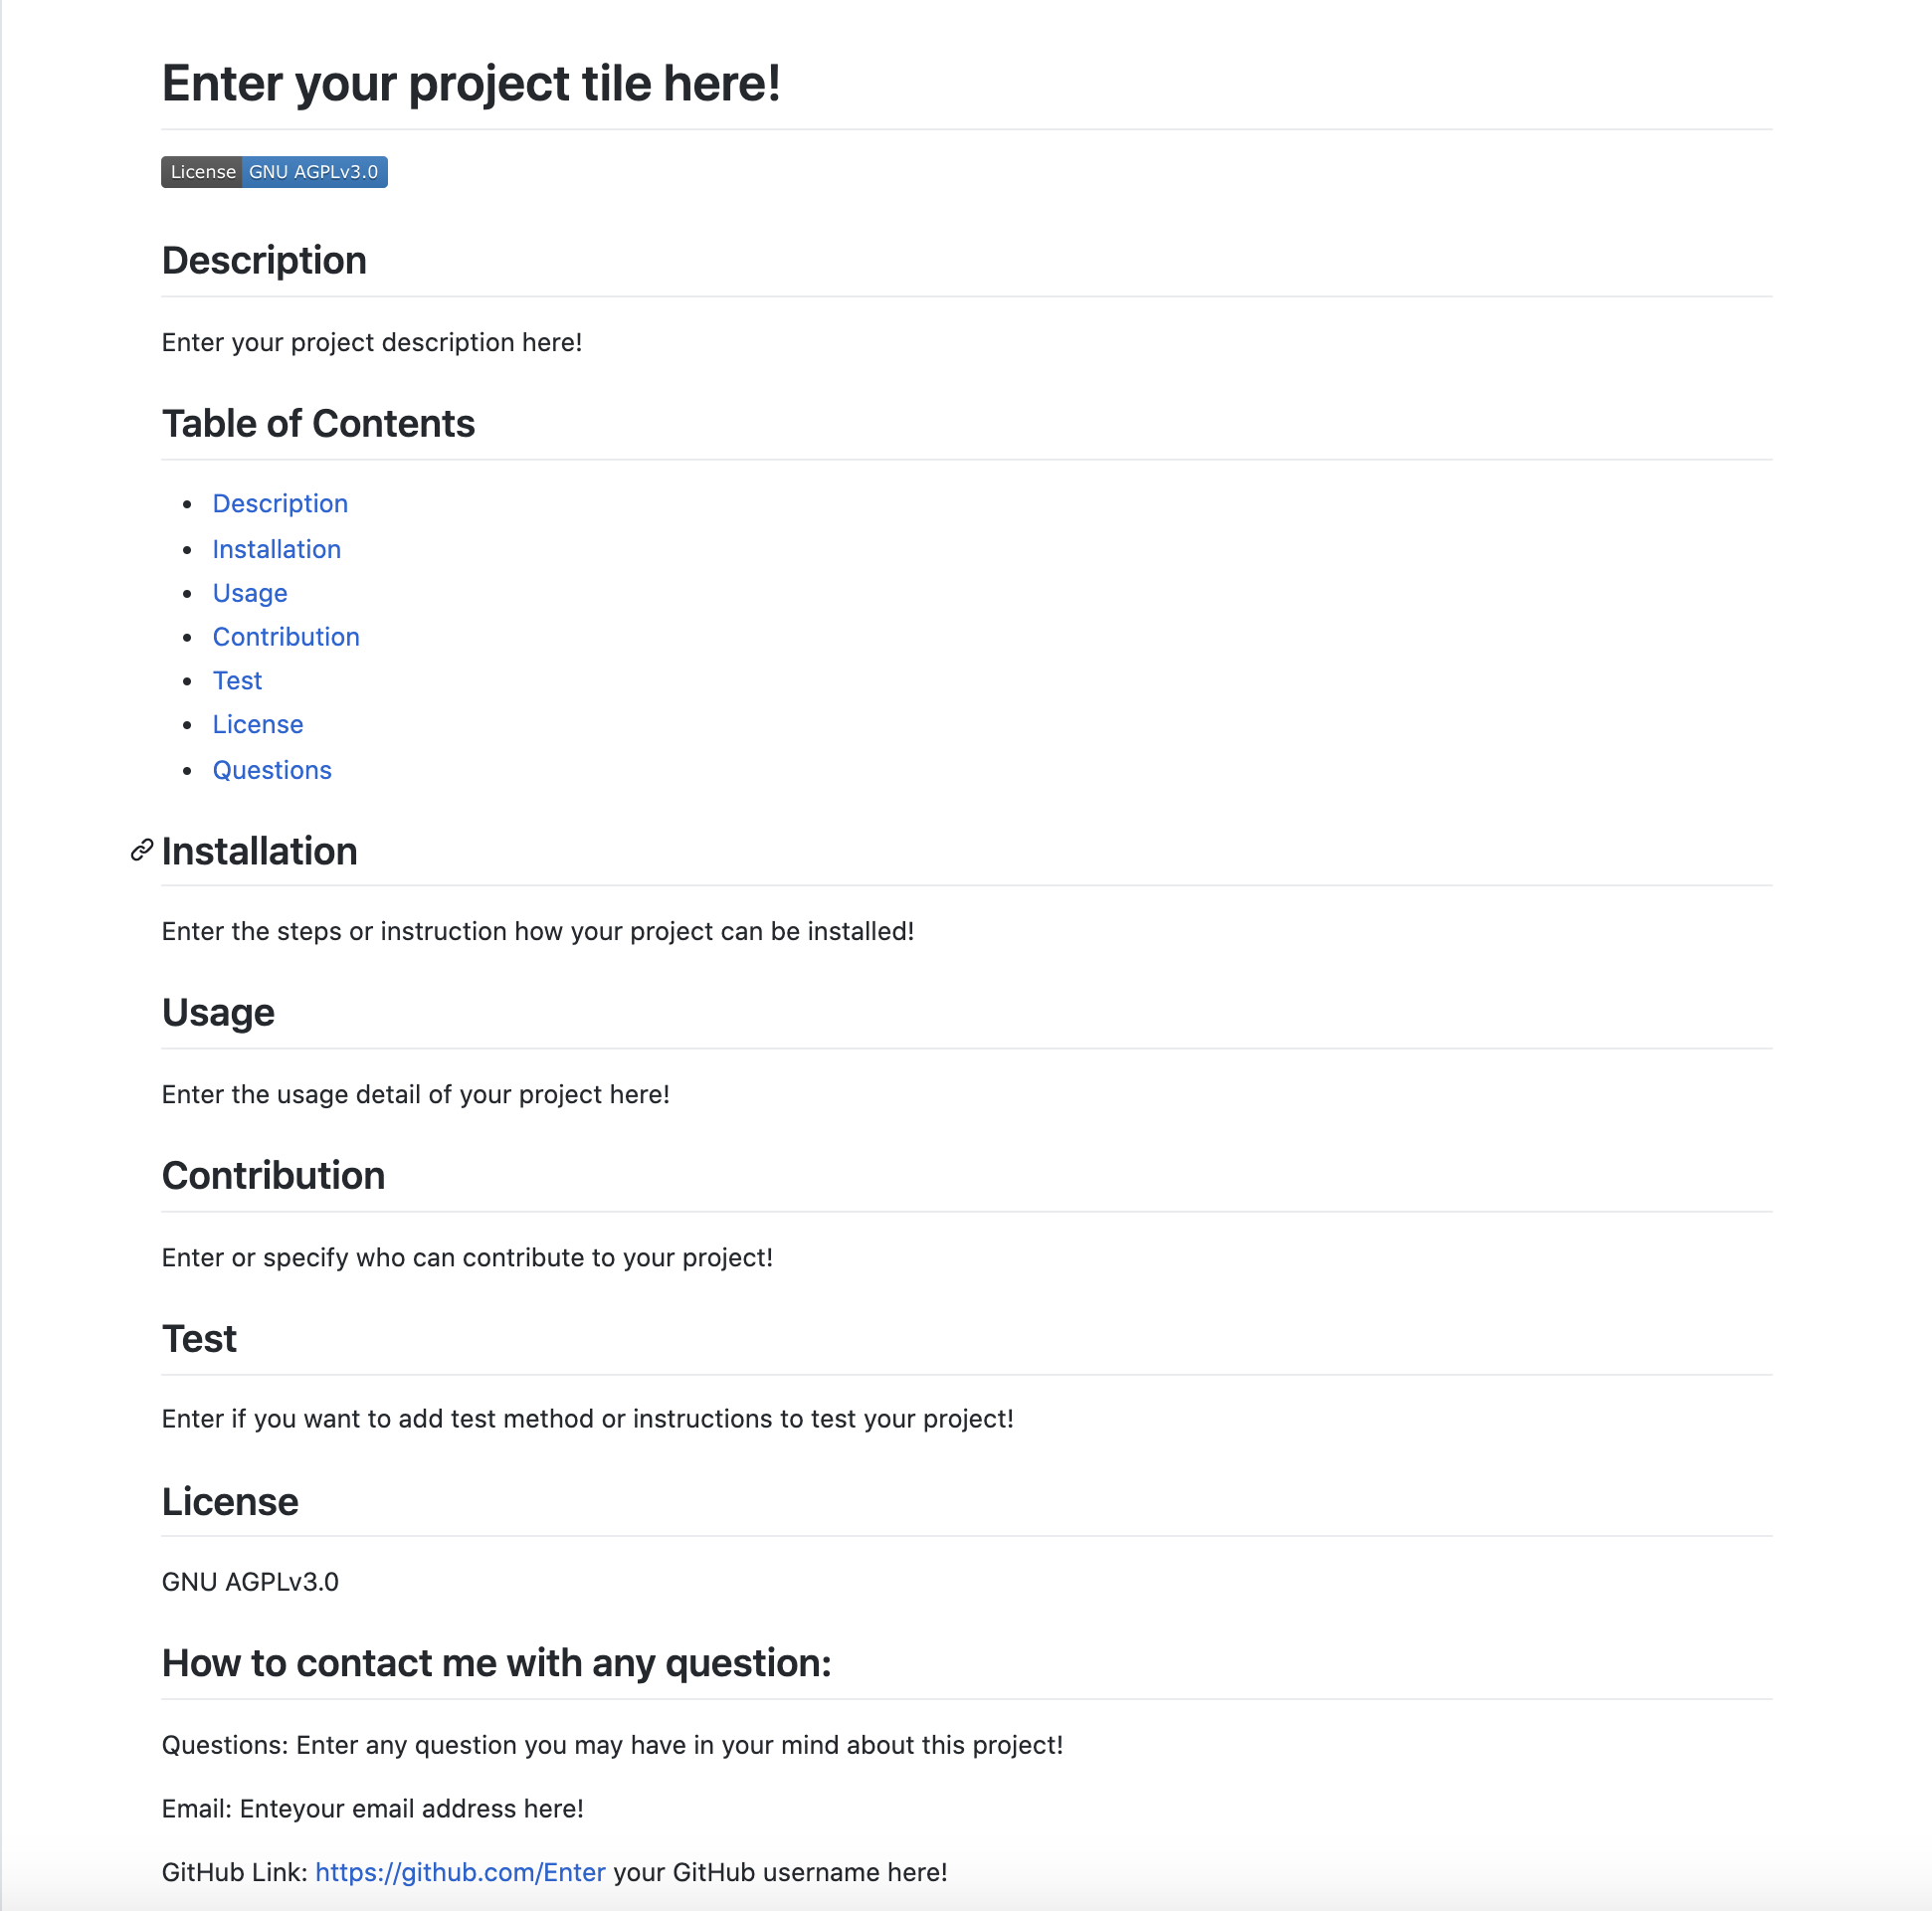 Enter your project tile here!
License GNU AGPLv3.0
Description
Enter your project description here!
Table of Contents
Description
Installation
Usage
Contribution
Test
License
Questions
Installation
Enter the steps or instruction how your project can be installed!
Usage
Enter the usage detail of your project here!
Contribution
Enter or specify who can contribute to your project!
Test
Enter if you want to add test method or instructions to test your project!
License
GNU AGPLv3.0
How to contact me with any question:
Questions: Enter any question you may have in your mind about this project!
Email: Enteyour email address here!
GitHub Link: https://github.com/Enter your GitHub username here!